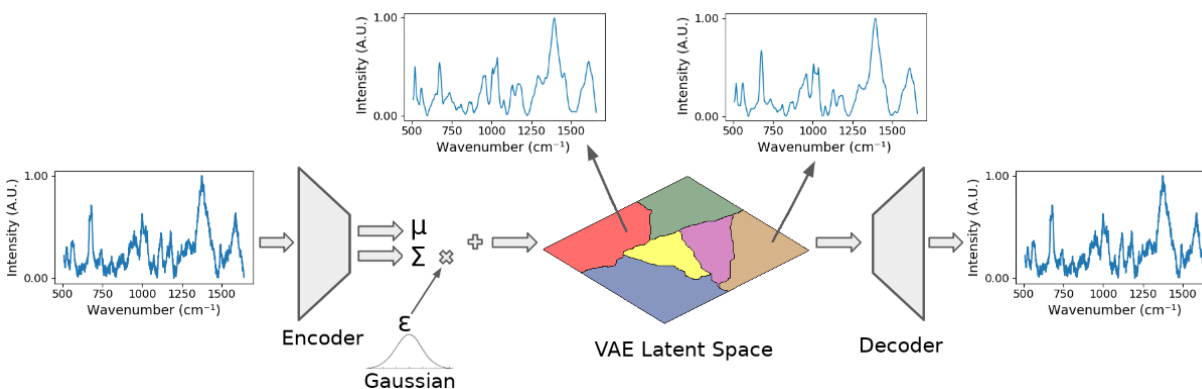 Intensity (A.U.)
1.00
0.00
500 750 1000 1250 1500
Wavenumber (cm⁻¹)
Intensity (A.U.)
1.00
0.00
500 750 1000 1250 1500
Wavenumber (cm⁻¹)
Intensity (A.U.)
1.00
0.00
500 750 1000 1250 1500
Wavenumber (cm⁻¹)
Encoder
μ
Σ
ε
Gaussian
VAE Latent Space
Decoder
Intensity (A.U.)
1.00
0.00
500 750 1000 1250 1500
Wavenumber (cm⁻¹)